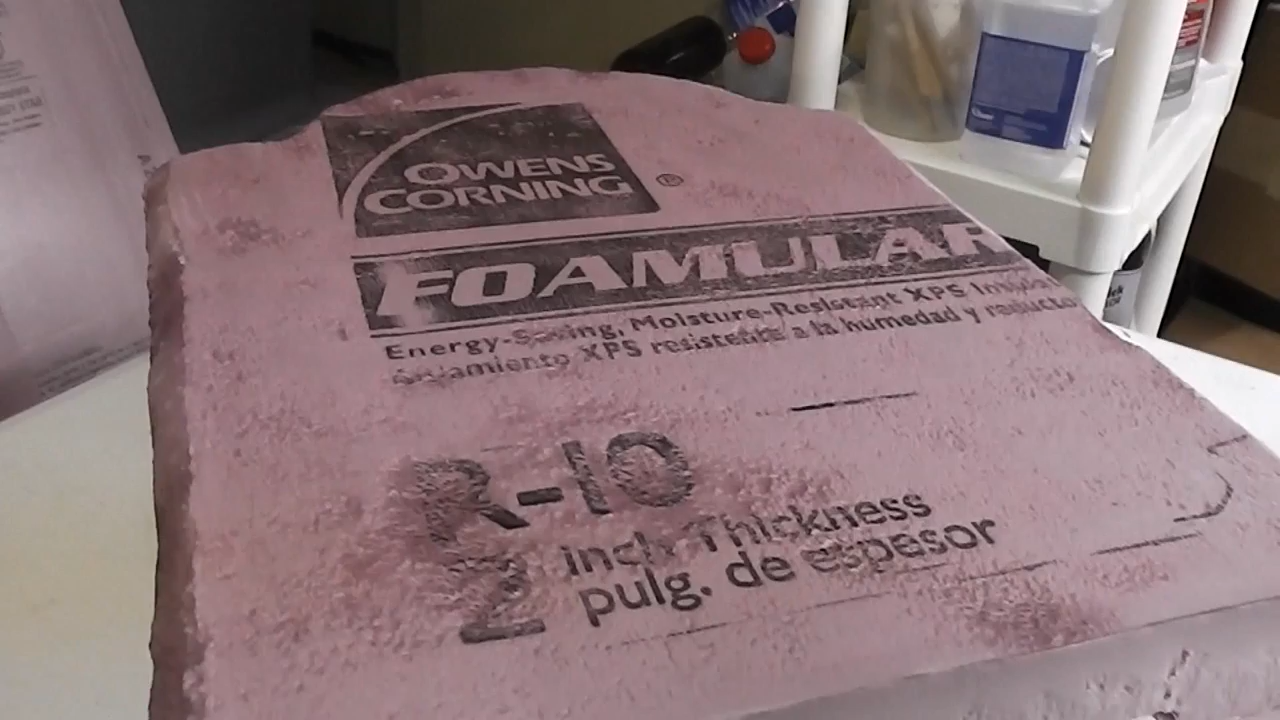 OWENS
CORNING ®
FOAMULAR
Energy-Saving, Moisture-Resistant XPS
Aislamiento XPS resistente a la humedad y
R-10
2 inch Thickness
pulg. de espesor